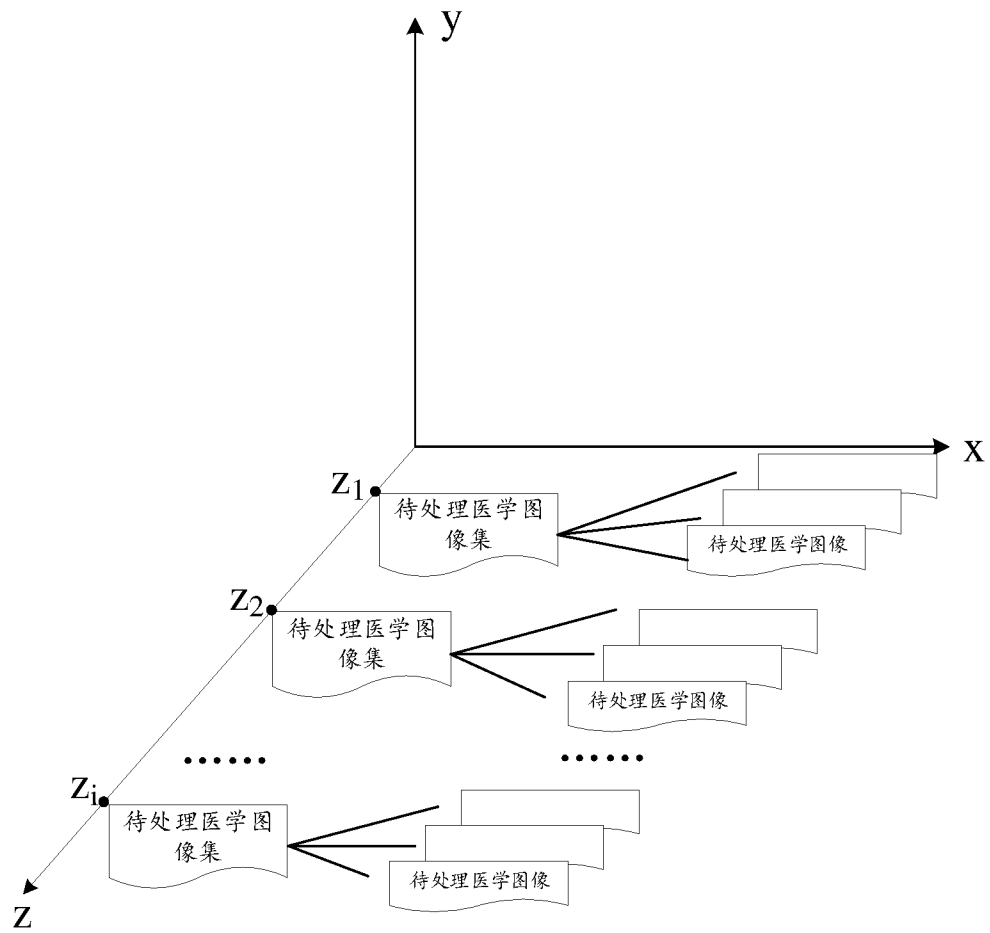 y
x
z1
待处理医学图
像集
待处理医学图像
z2
待处理医学图
像集
待处理医学图像
......
......
zi
待处理医学图
像集
待处理医学图像
z